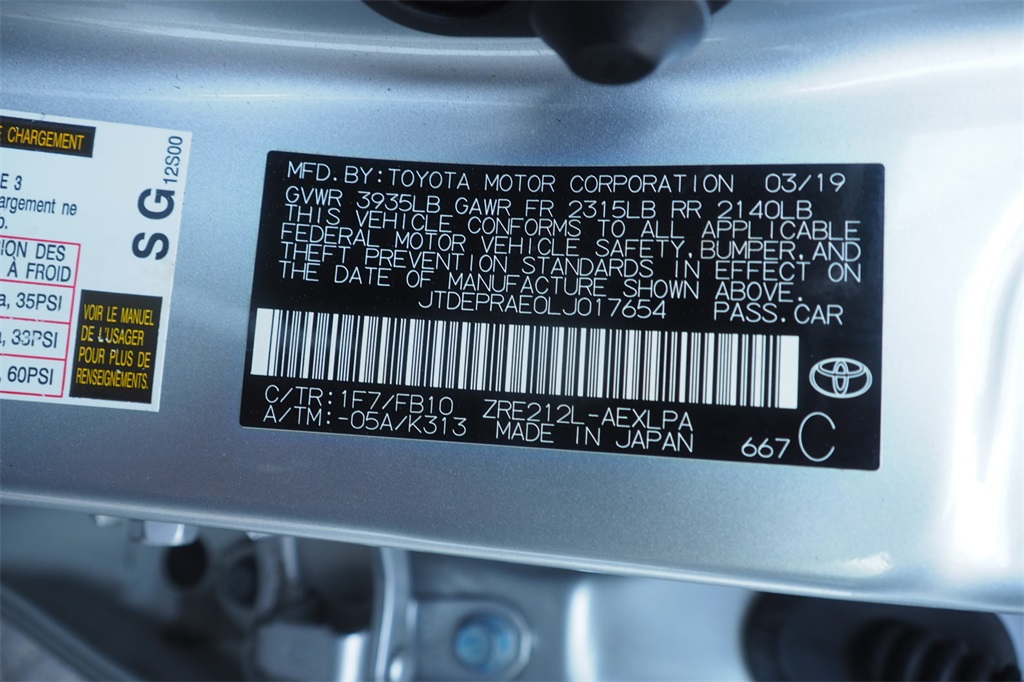 E CHARGEMENT
E 3
argement ne
b.
ION DES
À FROID
a, 35PSI
a, 33PSI
, 60PSI
SG
12S00
VOIR LE MANUEL
DE L'USAGER
POUR PLUS DE
RENSEIGNEMENTS.
MFD.BY:TOYOTA MOTOR CORPORATION 03/19
GVWR 3935LB GAWR FR 2315LB RR 2140LB
THIS VEHICLE CONFORMS TO ALL APPLICABLE
FEDERAL MOTOR VEHICLE SAFETY,BUMPER,AND
THEFT PREVENTION STANDARDS IN EFFECT ON
THE DATE OF MANUFACTURE SHOWN ABOVE.
JTDEPRAE0LJ017654 PASS.CAR
C/TR:1F7/FB10 ZRE212L-AEXLPA
A/TM:-05A/K313 MADE IN JAPAN
667 C